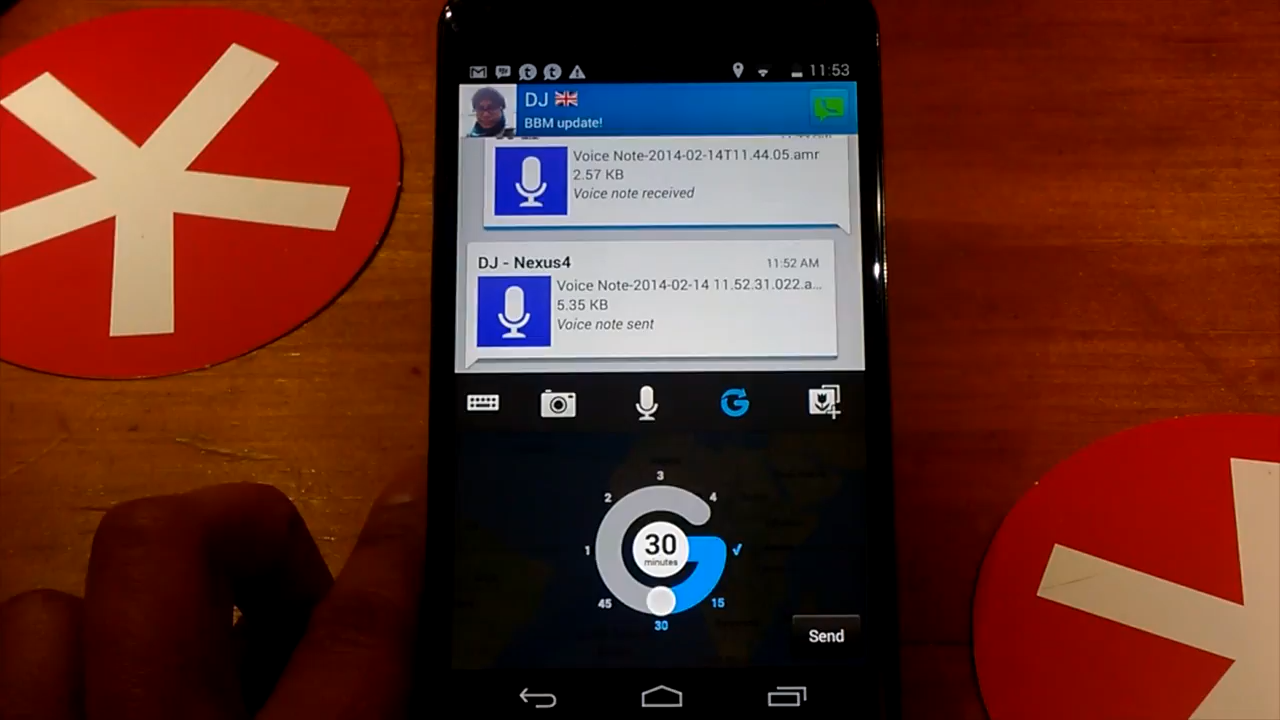 11:53
DJ
BBM update!
Voice Note-2014-02-14T11.44.05.amr
2.57 KB
Voice note received
DJ - Nexus4
11:52 AM
Voice Note-2014-02-14 11.52.31.022.a...
5.35 KB
Voice note sent
3
2
4
1
30
minutes
√
45
15
30
Send